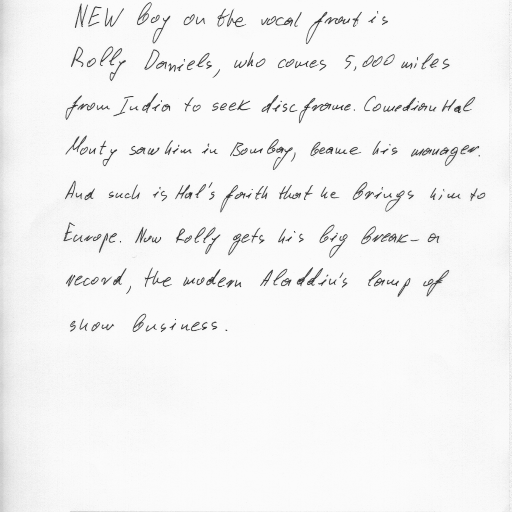 NEW boy on the vocal front is
Rolly Daniels, who comes 5,000 miles
from India to seek disc frame. Comedian Hal
Monty saw him in Bombay, became his manager.
And such is Hal's faith that he brings him to
Europe. Now Rolly gets his big break - a
record, the modern Aladdin's lamp of
show business.